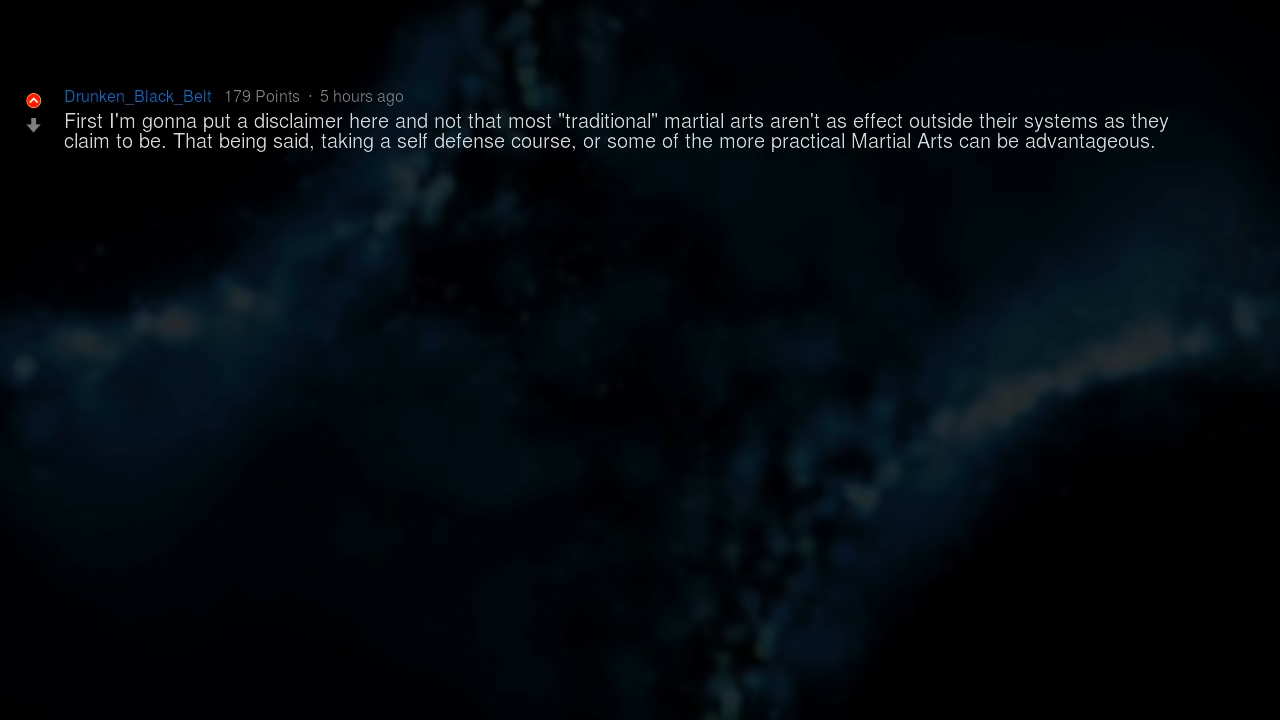 Drunken_Black_Belt 179 Points · 5 hours ago
First I'm gonna put a disclaimer here and not that most "traditional" martial arts aren't as effect outside their systems as they
claim to be. That being said, taking a self defense course, or some of the more practical Martial Arts can be advantageous.